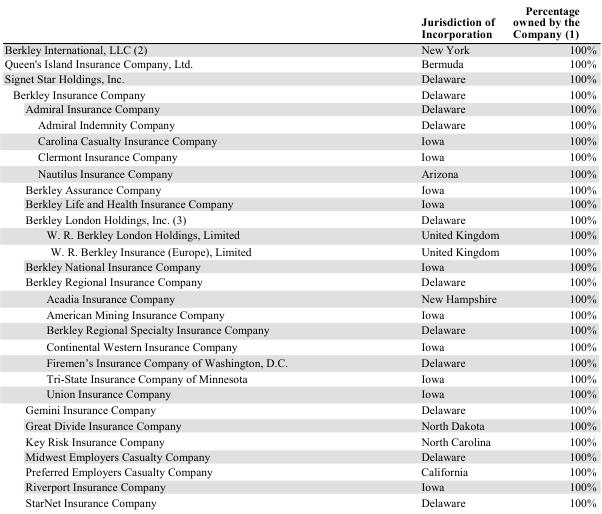 Jurisdiction of Incorporation Percentage owned by the Company (1)
Berkley International, LLC (2) New York 100%
Queen's Island Insurance Company, Ltd. Bermuda 100%
Signet Star Holdings, Inc. Delaware 100%
Berkley Insurance Company Delaware 100%
Admiral Insurance Company Delaware 100%
Admiral Indemnity Company Delaware 100%
Carolina Casualty Insurance Company Iowa 100%
Clermont Insurance Company Iowa 100%
Nautilus Insurance Company Arizona 100%
Berkley Assurance Company Iowa 100%
Berkley Life and Health Insurance Company Iowa 100%
Berkley London Holdings, Inc. (3) Delaware 100%
W. R. Berkley London Holdings, Limited United Kingdom 100%
W. R. Berkley Insurance (Europe), Limited United Kingdom 100%
Berkley National Insurance Company Iowa 100%
Berkley Regional Insurance Company Delaware 100%
Acadia Insurance Company New Hampshire 100%
American Mining Insurance Company Iowa 100%
Berkley Regional Specialty Insurance Company Delaware 100%
Continental Western Insurance Company Iowa 100%
Firemen’s Insurance Company of Washington, D.C. Delaware 100%
Tri-State Insurance Company of Minnesota Iowa 100%
Union Insurance Company Iowa 100%
Gemini Insurance Company Delaware 100%
Great Divide Insurance Company North Dakota 100%
Key Risk Insurance Company North Carolina 100%
Midwest Employers Casualty Company Delaware 100%
Preferred Employers Casualty Company California 100%
Riverport Insurance Company Iowa 100%
StarNet Insurance Company Delaware 100%